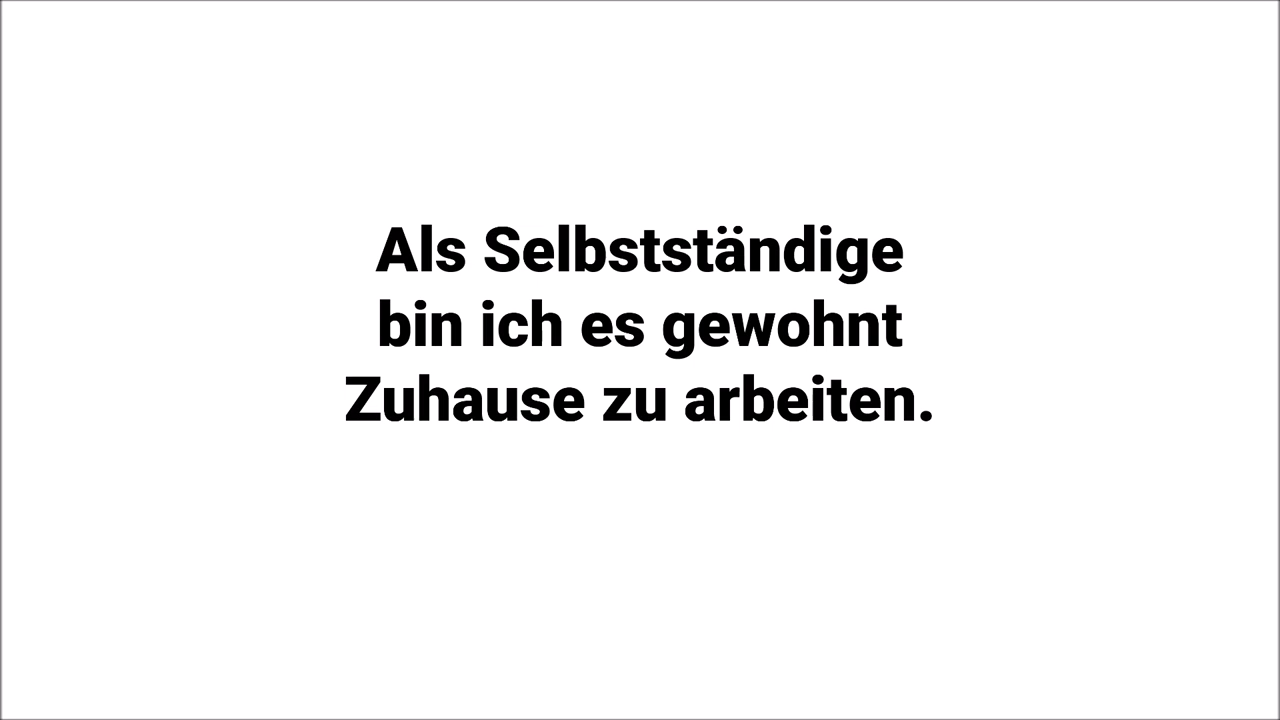 Als Selbstständige
bin ich es gewohnt
Zuhause zu arbeiten.